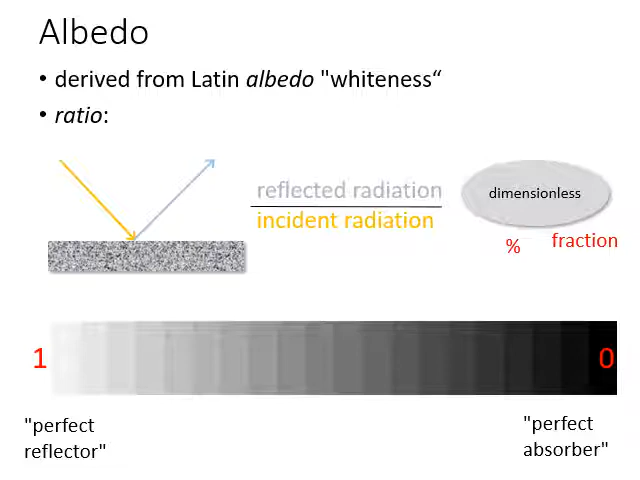 Albedo
• derived from Latin albedo "whiteness“
• ratio:
reflected radiation
incident radiation
dimensionless
% fraction
1 0
"perfect
reflector"
"perfect
absorber"